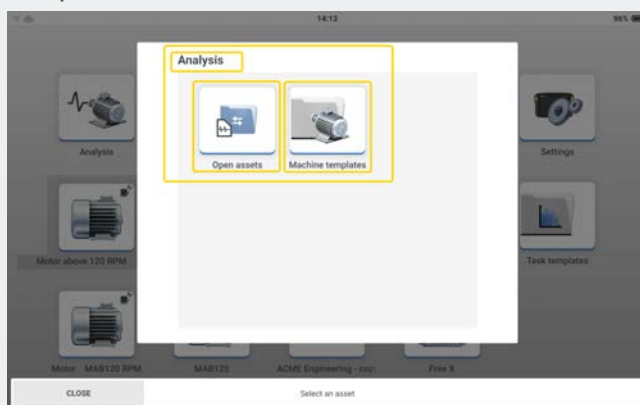 14:13
96%
Analysis
Open assets
Machine templates
Analysis
Settings
Motor above 120 RPM
Task templates
Motor
MAB120 RPM
MAB120
ACME Engineering -
Free X
CLOSE
Select an asset